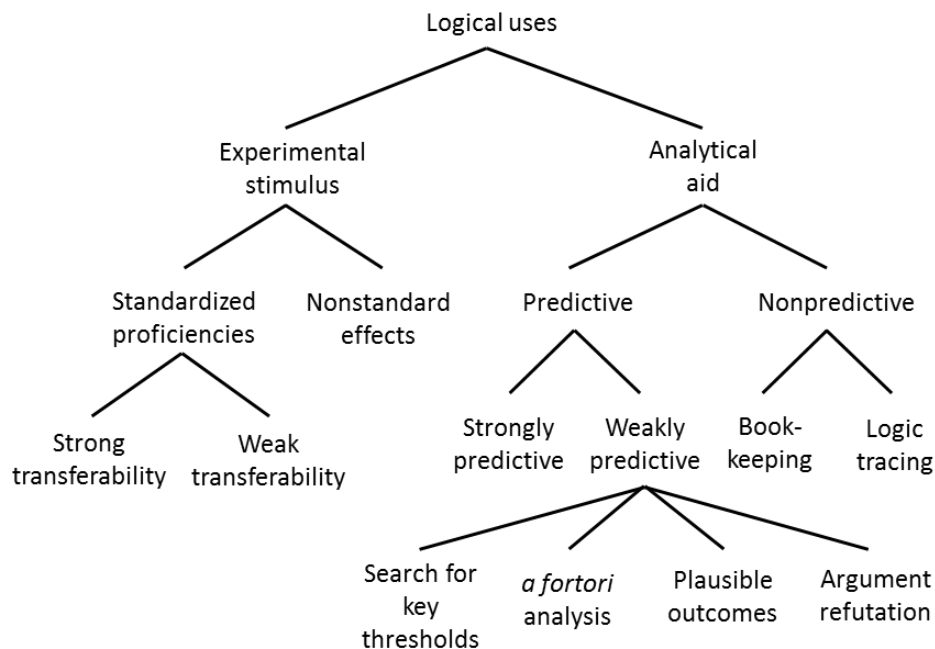 Logical uses
Experimental
stimulus
Analytical
aid
Standardized
proficiencies
Nonstandard
effects
Predictive
Nonpredictive
Strong
transferability
Weak
transferability
Strongly
predictive
Weakly
predictive
Book-
keeping
Logic
tracing
Search for
key
thresholds
a fortori
analysis
Plausible
outcomes
Argument
refutation